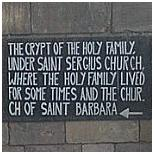 THE CRYPT OF THE HOLY FAMILY,
UNDER SAINT SERGIUS CHURCH,
WHERE THE HOLY FAMILY LIVED
FOR SOME TIMES AND THE CHUR.
CH OF SAINT BARBARA